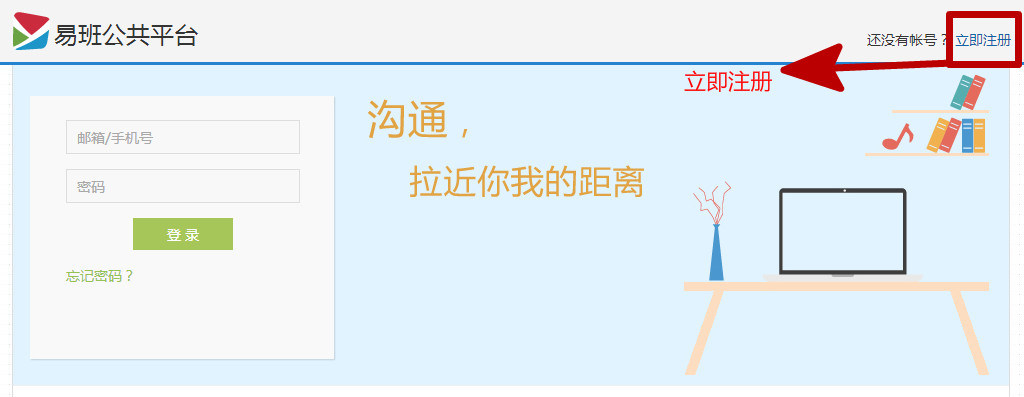 易班公共平台
还没有帐号？立即注册
立即注册
邮箱/手机号
密码
登 录
忘记密码？
沟通，
拉近你我的距离